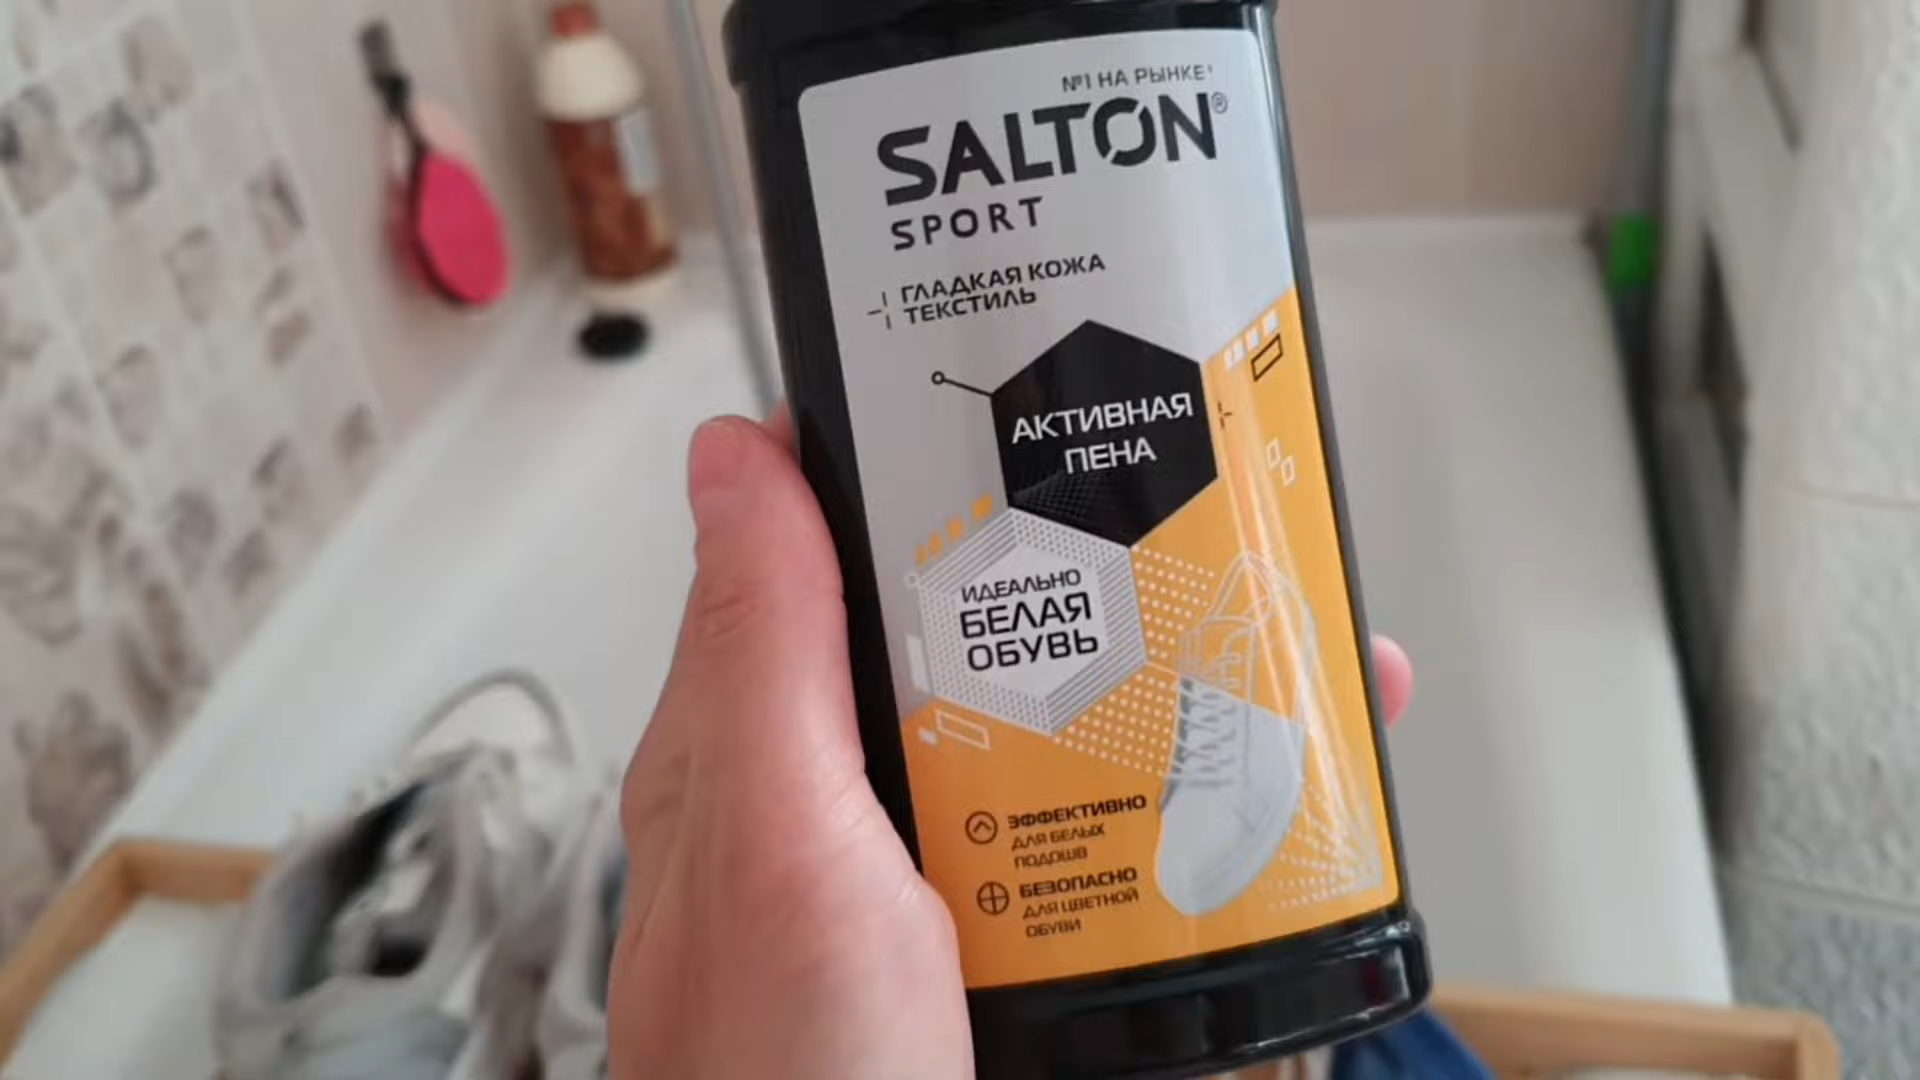 №1 НА РЫНКЕ¹
SALTON®
SPORT
ГЛАДКАЯ КОЖА
ТЕКСТИЛЬ
АКТИВНАЯ
ПЕНА
ИДЕАЛЬНО
БЕЛАЯ
ОБУВЬ
ЭФФЕКТИВНО
ДЛЯ БЕЛЫХ
ПОДОШВ
БЕЗОПАСНО
ДЛЯ ЦВЕТНОЙ
ОБУВИ